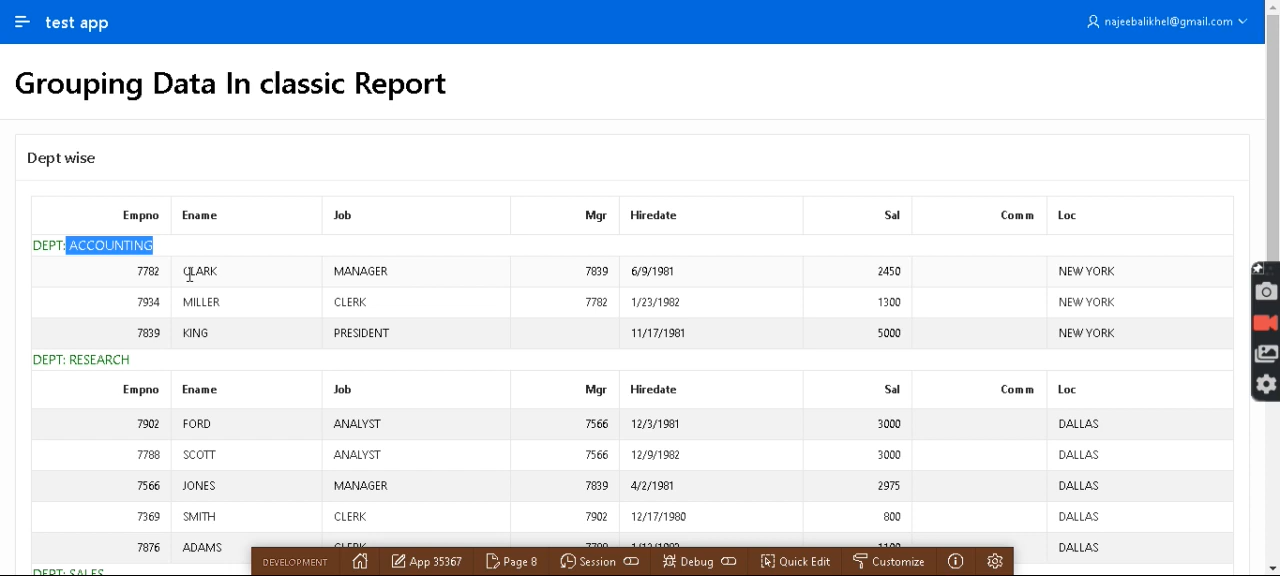 test app
najeebalikhel@gmail.com
Grouping Data In classic Report
Dept wise
Empno Ename Job Mgr Hiredate Sal Comm Loc
DEPT: ACCOUNTING
7782 CLARK MANAGER 7839 6/9/1981 2450 NEW YORK
7934 MILLER CLERK 7782 1/23/1982 1300 NEW YORK
7839 KING PRESIDENT 11/17/1981 5000 NEW YORK
DEPT: RESEARCH
Empno Ename Job Mgr Hiredate Sal Comm Loc
7902 FORD ANALYST 7566 12/3/1981 3000 DALLAS
7788 SCOTT ANALYST 7566 12/9/1982 3000 DALLAS
7566 JONES MANAGER 7839 4/2/1981 2975 DALLAS
7369 SMITH CLERK 7902 12/17/1980 800 DALLAS
7876 ADAMS CLERK DALLAS
DEPT: SALES
DEVELOPMENT App 35367 Page 8 Session Debug Quick Edit Customize